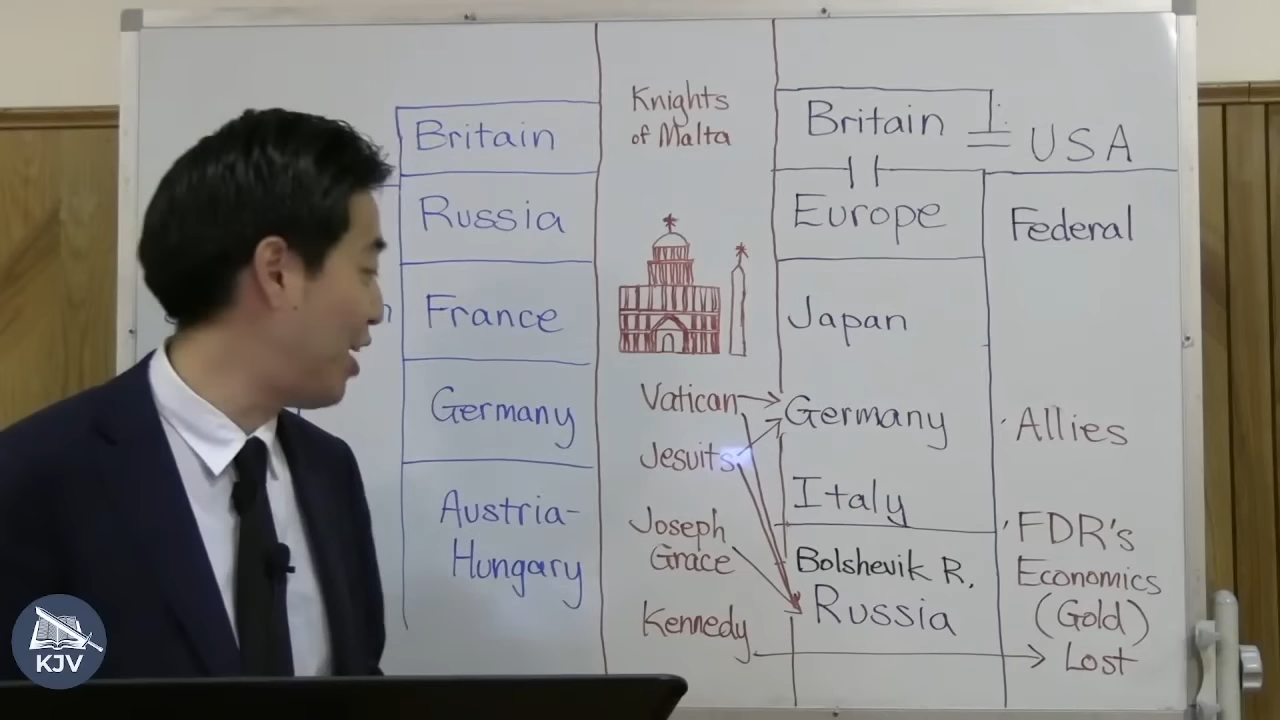 Britain
Russia
France
Germany
Austria-
Hungary
Knights
of Malta
Vatican
Jesuits
Joseph
Grace
Kennedy
Britain
Europe
Japan
Germany
Italy
Bolshevik R.
Russia
= USA
Federal
Allies
FDR's
Economics
(Gold)
Lost
KJV